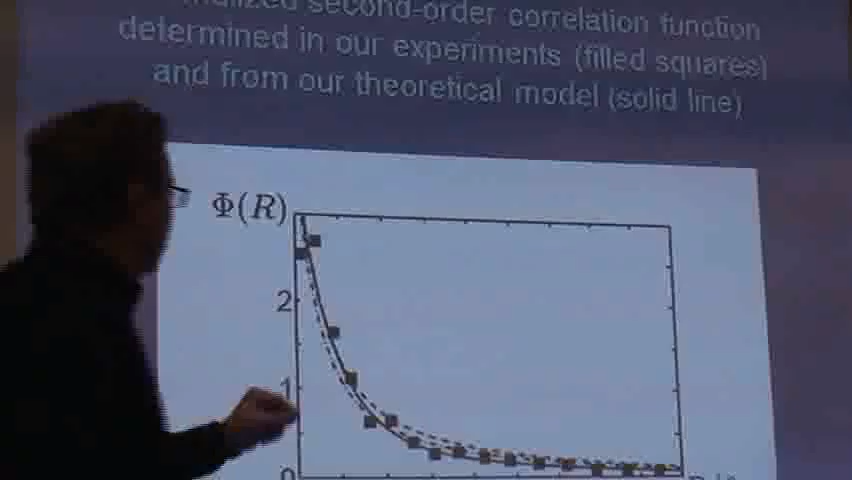 second-order correlation function
determined in our experiments (filled squares)
and from our theoretical model (solid line)
Φ(R)
2
1
0